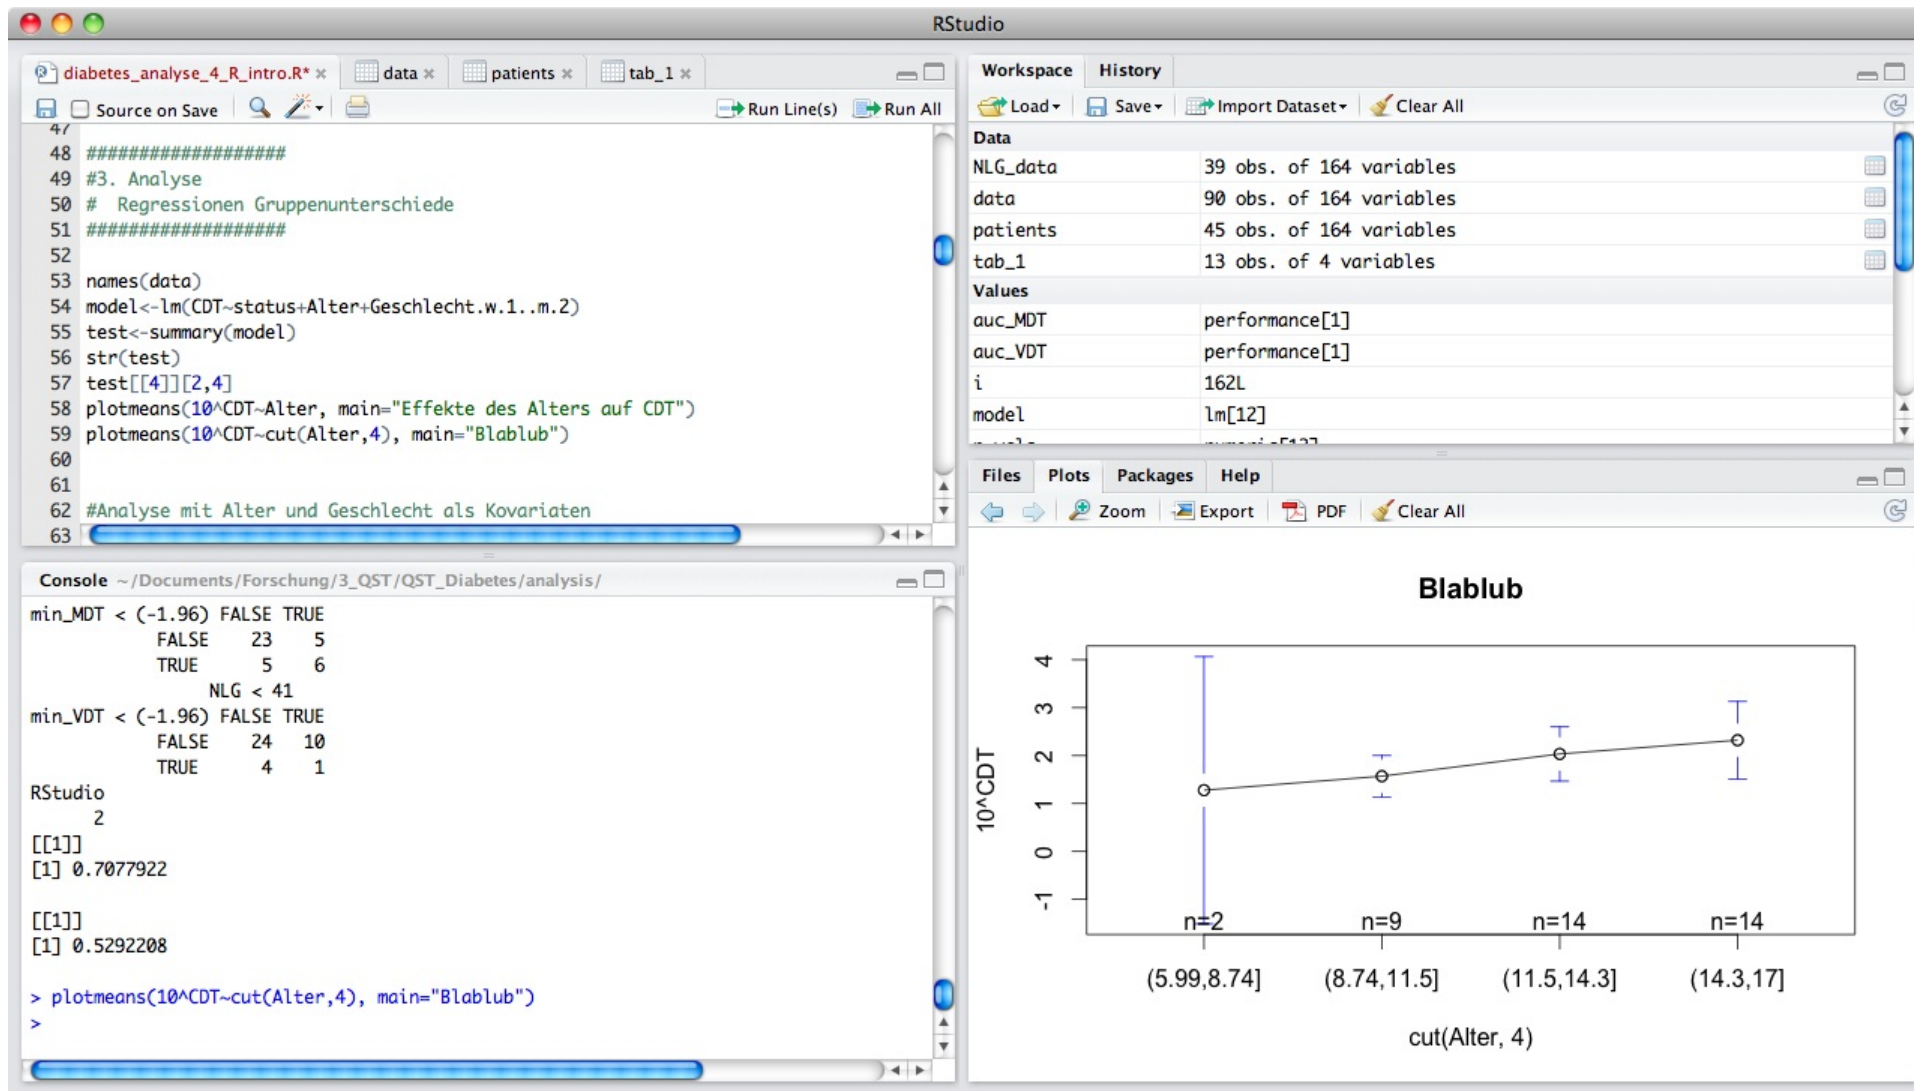 RStudio
diabetes_analyse_4_R_intro.R* × data × patients × tab_1 ×
Source on Save Run Line(s) Run All
47
48 ###################
49 #3. Analyse
50 # Regressionen Gruppenunterschiede
51 ###################
52
53 names(data)
54 model<-lm(CDT~status+Alter+Geschlecht.w.1..m.2)
55 test<-summary(model)
56 str(test)
57 test[[4]][2,4]
58 plotmeans(10^CDT~Alter, main="Effekte des Alters auf CDT")
59 plotmeans(10^CDT~cut(Alter,4), main="Blablub")
60
61
62 #Analyse mit Alter und Geschlecht als Kovariaten
63
Console ~/Documents/Forschung/3_QST/QST_Diabetes/analysis/
min_MDT < (-1.96) FALSE TRUE
FALSE 23 5
TRUE 5 6
NLG < 41
min_VDT < (-1.96) FALSE TRUE
FALSE 24 10
TRUE 4 1
RStudio
2
[[1]]
[1] 0.7077922
[[1]]
[1] 0.5292208
> plotmeans(10^CDT~cut(Alter,4), main="Blablub")
>
Workspace History
Load Save Import Dataset Clear All
Data
NLG_data 39 obs. of 164 variables
data 90 obs. of 164 variables
patients 45 obs. of 164 variables
tab_1 13 obs. of 4 variables
Values
auc_MDT performance[1]
auc_VDT performance[1]
i 162L
model lm[12]
Files Plots Packages Help
Zoom Export PDF Clear All
Blablub
10^CDT
4
3
2
1
0
-1
n=2 n=9 n=14 n=14
(5.99,8.74] (8.74,11.5] (11.5,14.3] (14.3,17]
cut(Alter, 4)